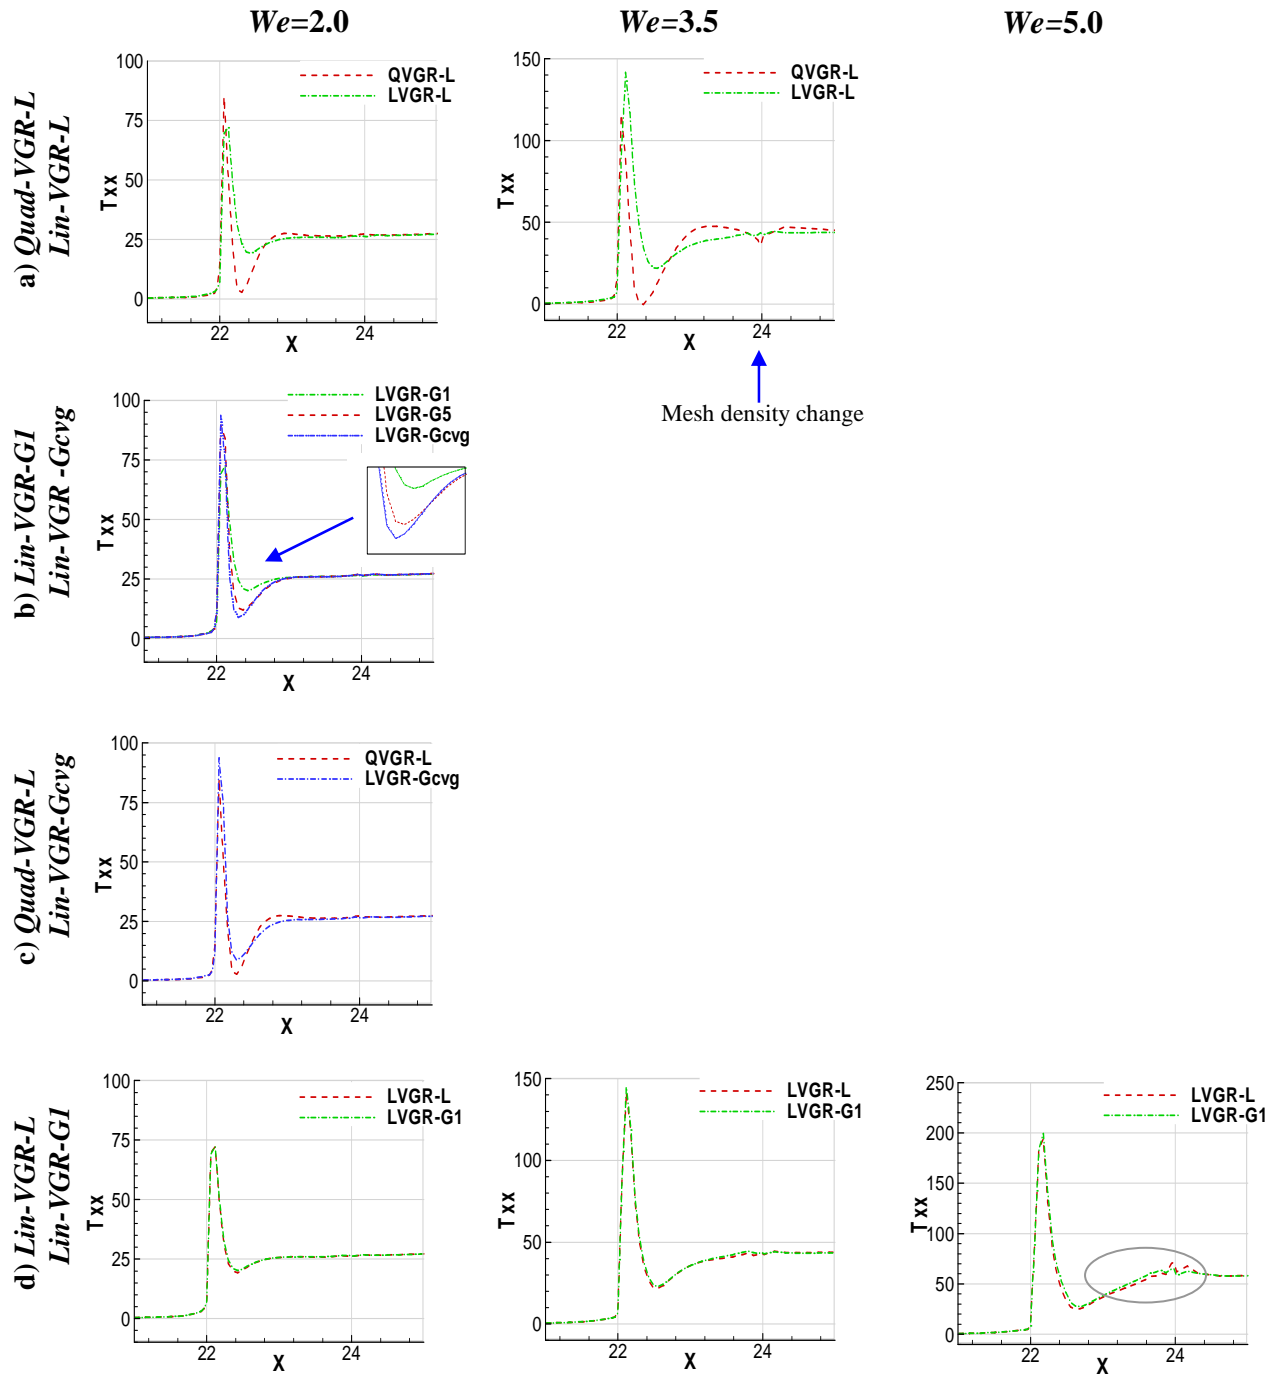 We=2.0
We=3.5
We=5.0
a) Quad-VGR-L
Lin-VGR-L
QVGR-L
LVGR-L
100
75
50
25
0
Txx
22
24
X
QVGR-L
LVGR-L
150
100
50
0
Txx
22
24
X
Mesh density change
b) Lin-VGR-G1
Lin-VGR -Gcvg
LVGR-G1
LVGR-G5
LVGR-Gcvg
100
75
50
25
0
Txx
22
24
X
c) Quad-VGR-L
Lin-VGR-Gcvg
QVGR-L
LVGR-Gcvg
100
75
50
25
0
Txx
22
24
X
d) Lin-VGR-L
Lin-VGR-G1
LVGR-L
LVGR-G1
100
75
50
25
0
Txx
22
24
X
LVGR-L
LVGR-G1
150
100
50
0
Txx
22
24
X
LVGR-L
LVGR-G1
250
200
150
100
50
0
Txx
22
24
X